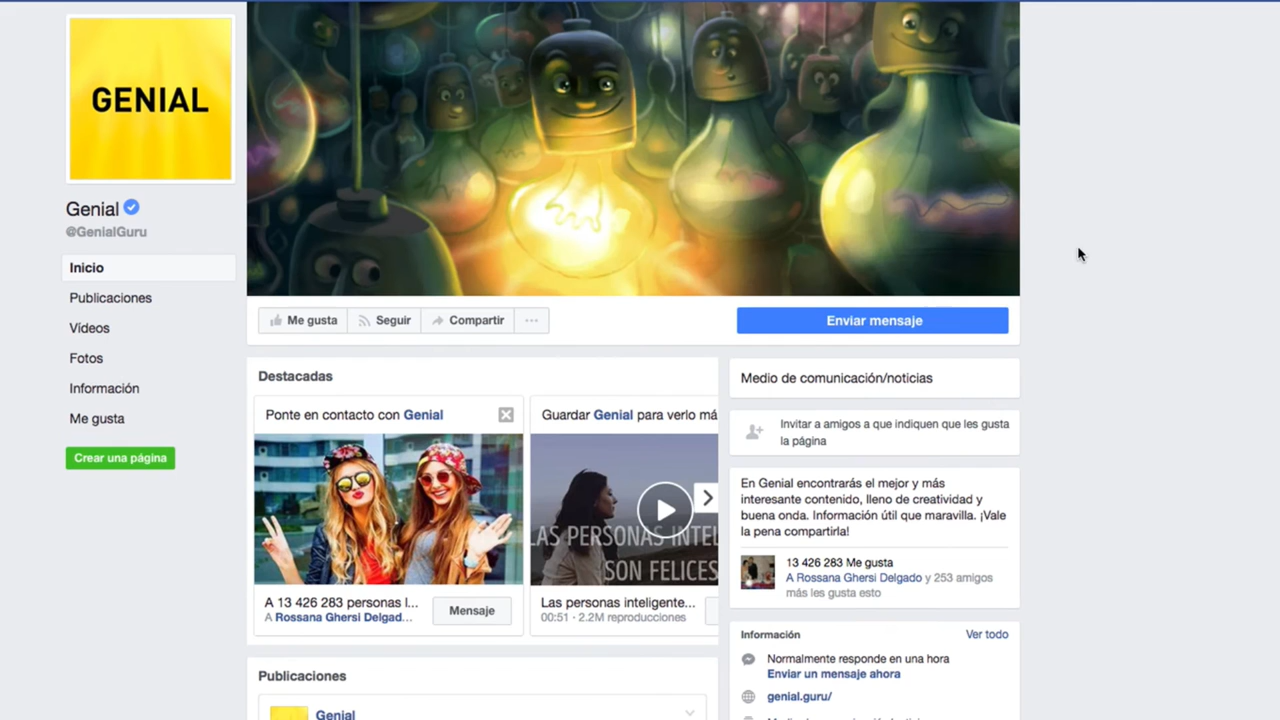 GENIAL
Genial
@GenialGuru
Inicio
Publicaciones
Vídeos
Fotos
Información
Me gusta
Crear una página
Me gusta
Seguir
Compartir
Enviar mensaje
Destacadas
Ponte en contacto con Genial
A 13 426 283 personas l...
A Rossana Ghersi Delgad...
Mensaje
Guardar Genial para verlo má
LAS PERSONAS INTEL
SON FELICES
Las personas inteligente...
00:51 · 2.2M reproducciones
Publicaciones
Genial
Medio de comunicación/noticias
Invitar a amigos a que indiquen que les gusta
la página
En Genial encontrarás el mejor y más
interesante contenido, lleno de creatividad y
buena onda. Información útil que maravilla. ¡Vale
la pena compartirla!
13 426 283 Me gusta
A Rossana Ghersi Delgado y 253 amigos
más les gusta esto
Información
Ver todo
Normalmente responde en una hora
Enviar un mensaje ahora
genial.guru/